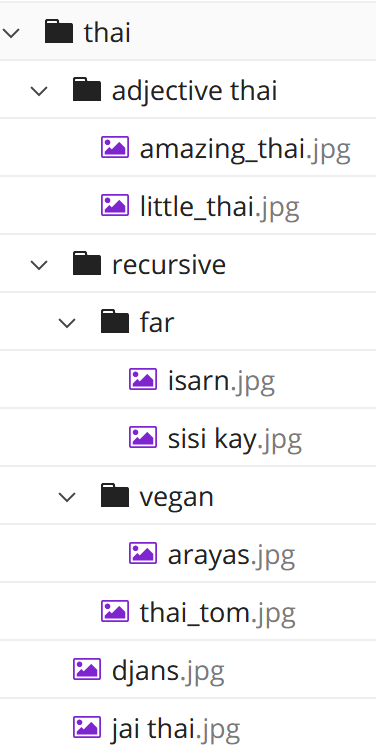 thai
adjective thai
amazing_thai.jpg
little_thai.jpg
recursive
far
isarn.jpg
sisi kay.jpg
vegan
arayas.jpg
thai_tom.jpg
djans.jpg
jai thai.jpg